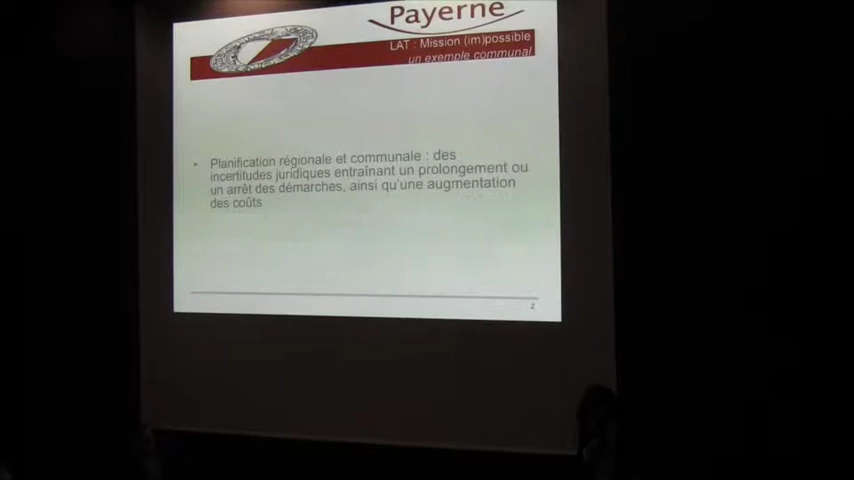 Payerne
LAT : Mission (im)possible
un exemple communal
• Planification régionale et communale : des
incertitudes juridiques entraînant un prolongement ou
un arrêt des démarches, ainsi qu'une augmentation
des coûts
2